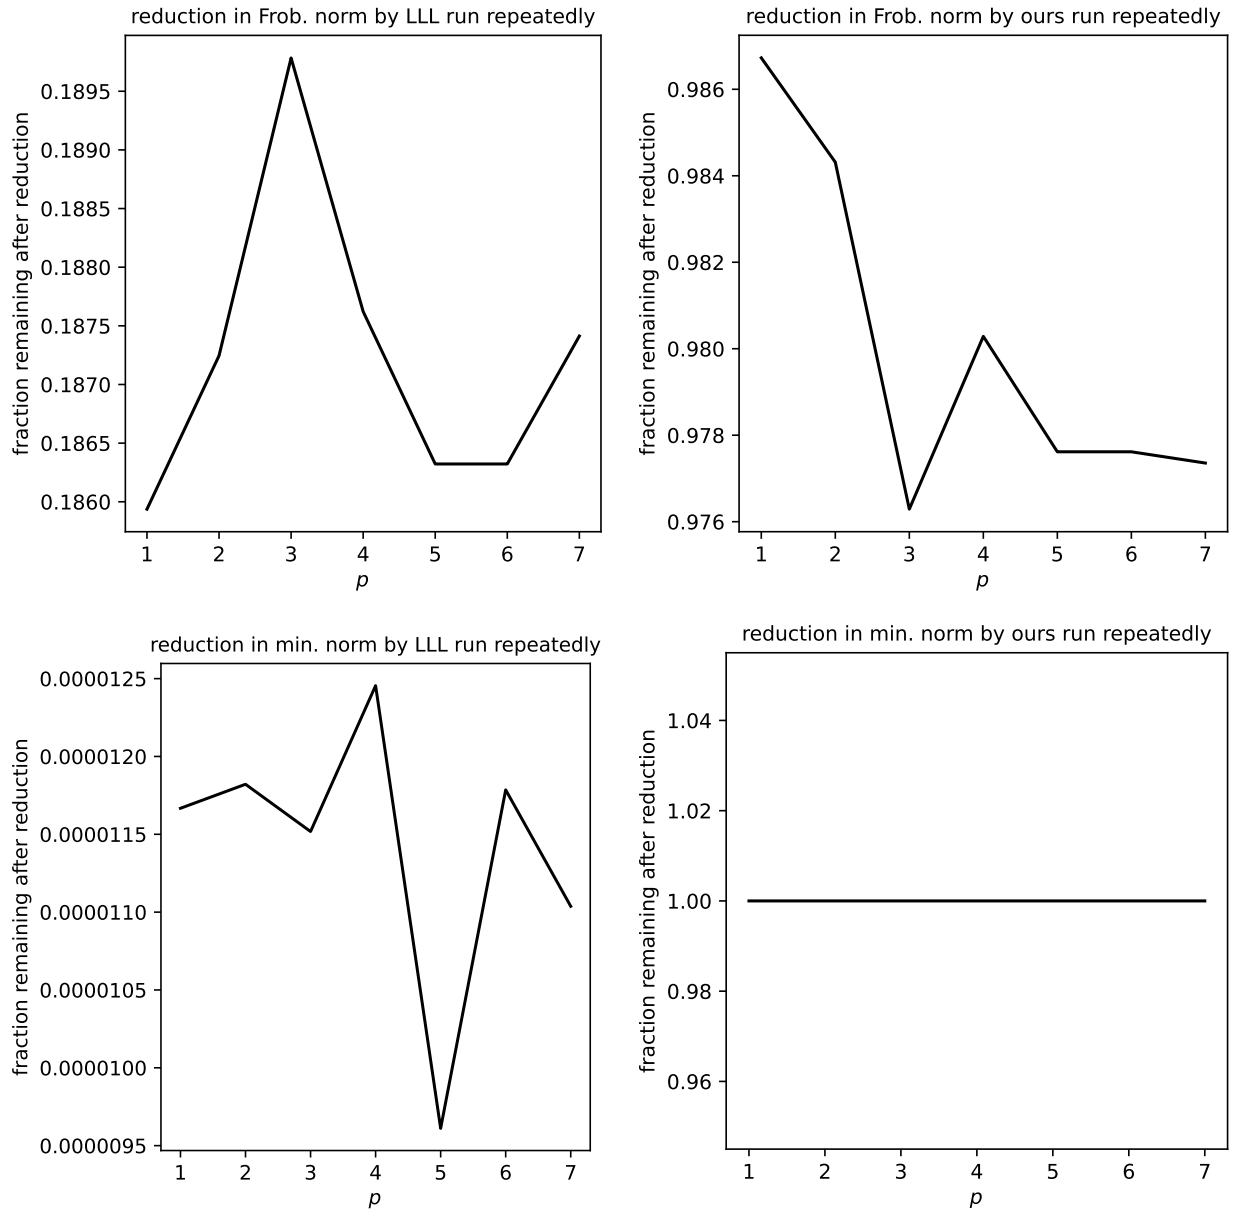 reduction in Frob. norm by LLL run repeatedly
fraction remaining after reduction
0.1895
0.1890
0.1885
0.1880
0.1875
0.1870
0.1865
0.1860
1 2 3 4 5 6 7
p
reduction in Frob. norm by ours run repeatedly
fraction remaining after reduction
0.986
0.984
0.982
0.980
0.978
0.976
1 2 3 4 5 6 7
p
reduction in min. norm by LLL run repeatedly
fraction remaining after reduction
0.0000125
0.0000120
0.0000115
0.0000110
0.0000105
0.0000100
0.0000095
1 2 3 4 5 6 7
p
reduction in min. norm by ours run repeatedly
fraction remaining after reduction
1.04
1.02
1.00
0.98
0.96
1 2 3 4 5 6 7
p